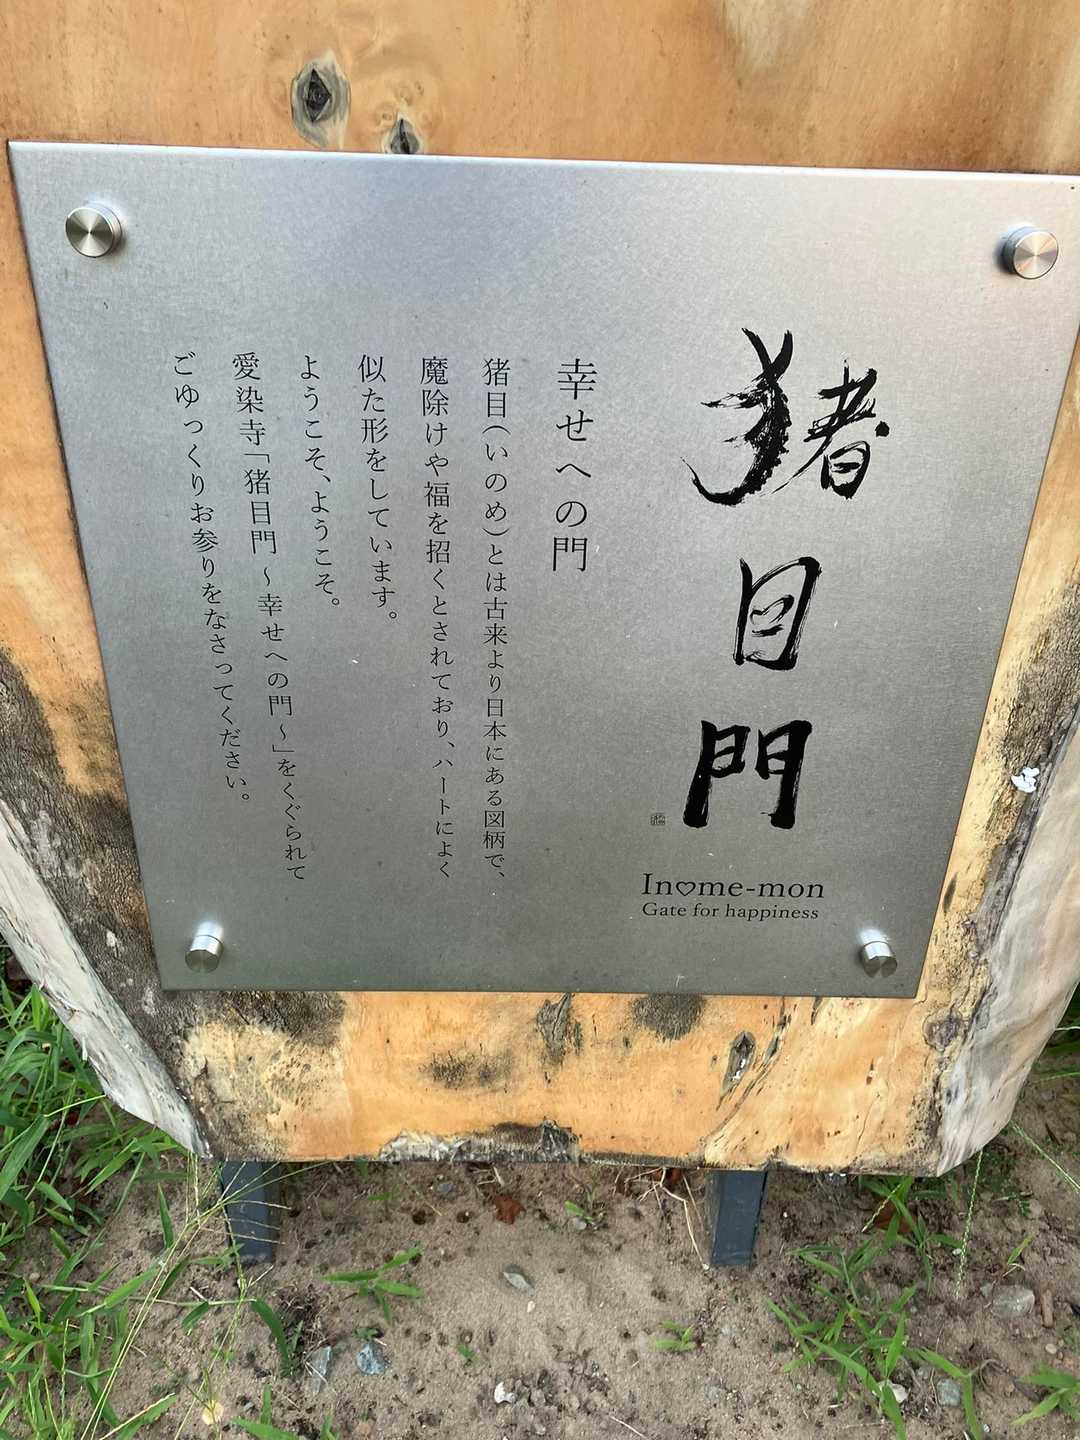 猪目門
In♡me-mon
Gate for happiness
幸せへの門
猪目(いのめ)とは古来より日本にある図柄で、
魔除けや福を招くとされており、ハートによく
似た形をしています。
ようこそ、ようこそ。
愛染寺「猪目門 〜幸せへの門〜」をくぐられて
ごゆっくりお参りをなさってください。